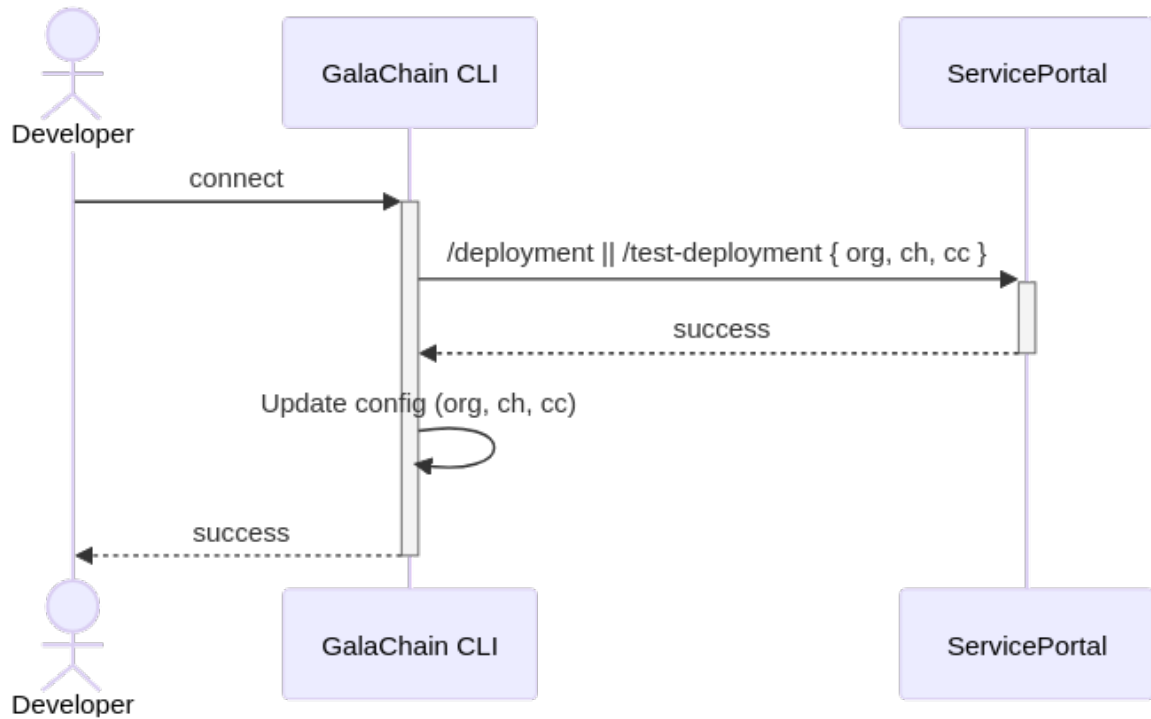 GalaChain CLI
ServicePortal
Developer
connect
/deployment || /test-deployment { org, ch, cc }
success
Update config (org, ch, cc)
success
GalaChain CLI
ServicePortal
Developer